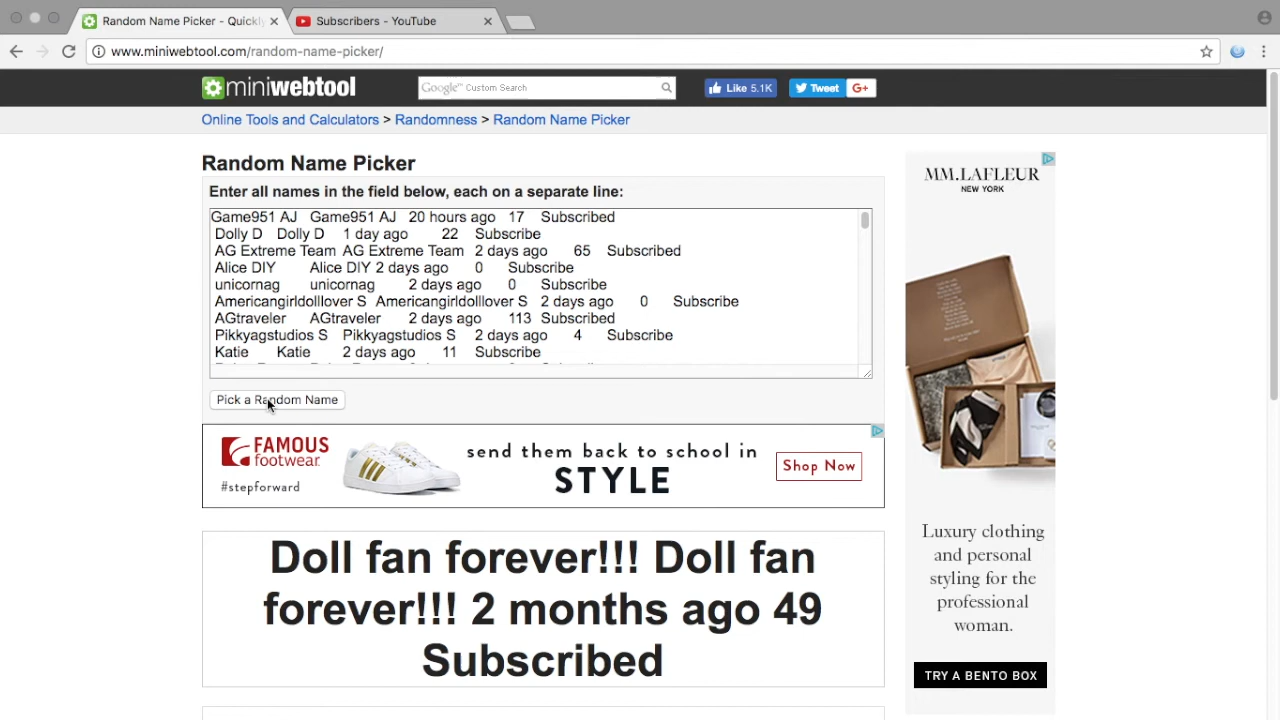 Random Name Picker - Quickly
Subscribers - YouTube
www.miniwebtool.com/random-name-picker/
miniwebtool
Google™ Custom Search
Like 5.1K
Tweet
G+
Online Tools and Calculators > Randomness > Random Name Picker
Random Name Picker
Enter all names in the field below, each on a separate line:
Game951 AJ Game951 AJ 20 hours ago 17 Subscribed
Dolly D Dolly D 1 day ago 22 Subscribe
AG Extreme Team AG Extreme Team 2 days ago 65 Subscribed
Alice DIY Alice DIY 2 days ago 0 Subscribe
unicornag unicornag 2 days ago 0 Subscribe
Americangirldolllover S Americangirldolllover S 2 days ago 0 Subscribe
AGtraveler AGtraveler 2 days ago 113 Subscribed
Pikkyagstudios S Pikkyagstudios S 2 days ago 4 Subscribe
Katie Katie 2 days ago 11 Subscribe
Pick a Random Name
FAMOUS
footwear
#stepforward
send them back to school in
STYLE
Shop Now
Doll fan forever!!! Doll fan
forever!!! 2 months ago 49
Subscribed
MM.LAFLEUR
NEW YORK
Luxury clothing
and personal
styling for the
professional
woman.
TRY A BENTO BOX